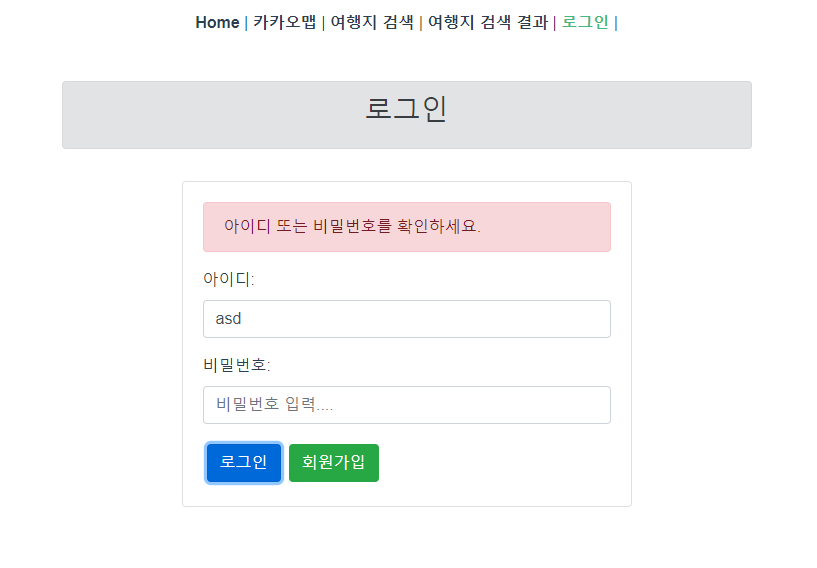 Home | 카카오맵 | 여행지 검색 | 여행지 검색 결과 | 로그인 |
로그인
아이디 또는 비밀번호를 확인하세요.
아이디:
asd
비밀번호:
비밀번호 입력....
로그인 회원가입